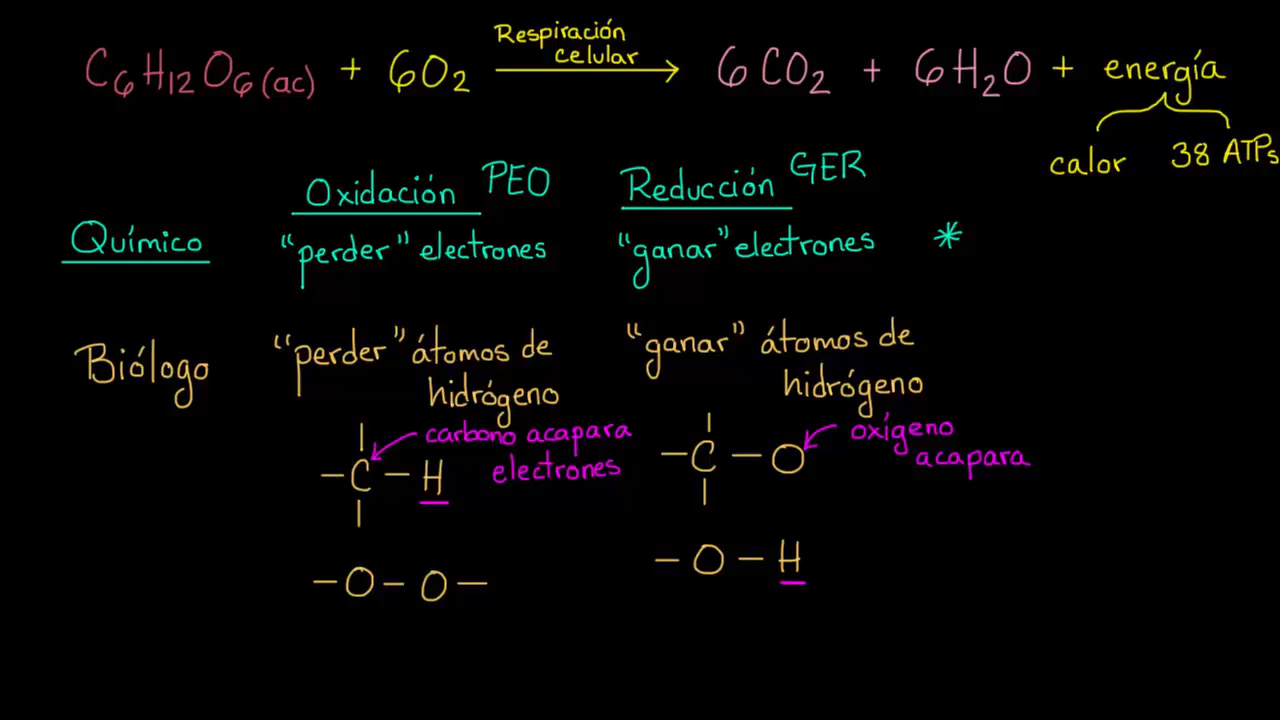 Respiración
celular
C6H12O6(ac) + 6O2 → 6CO2 + 6H2O + energía
calor 38 ATPs
Oxidación PEO Reducción GER
Químico "perder" electrones "ganar" electrones *
Biólogo "perder" átomos de hidrógeno "ganar" átomos de hidrógeno
carbono acapara electrones
oxígeno acapara
– C – H
– C – O
– O – O –
– O – H